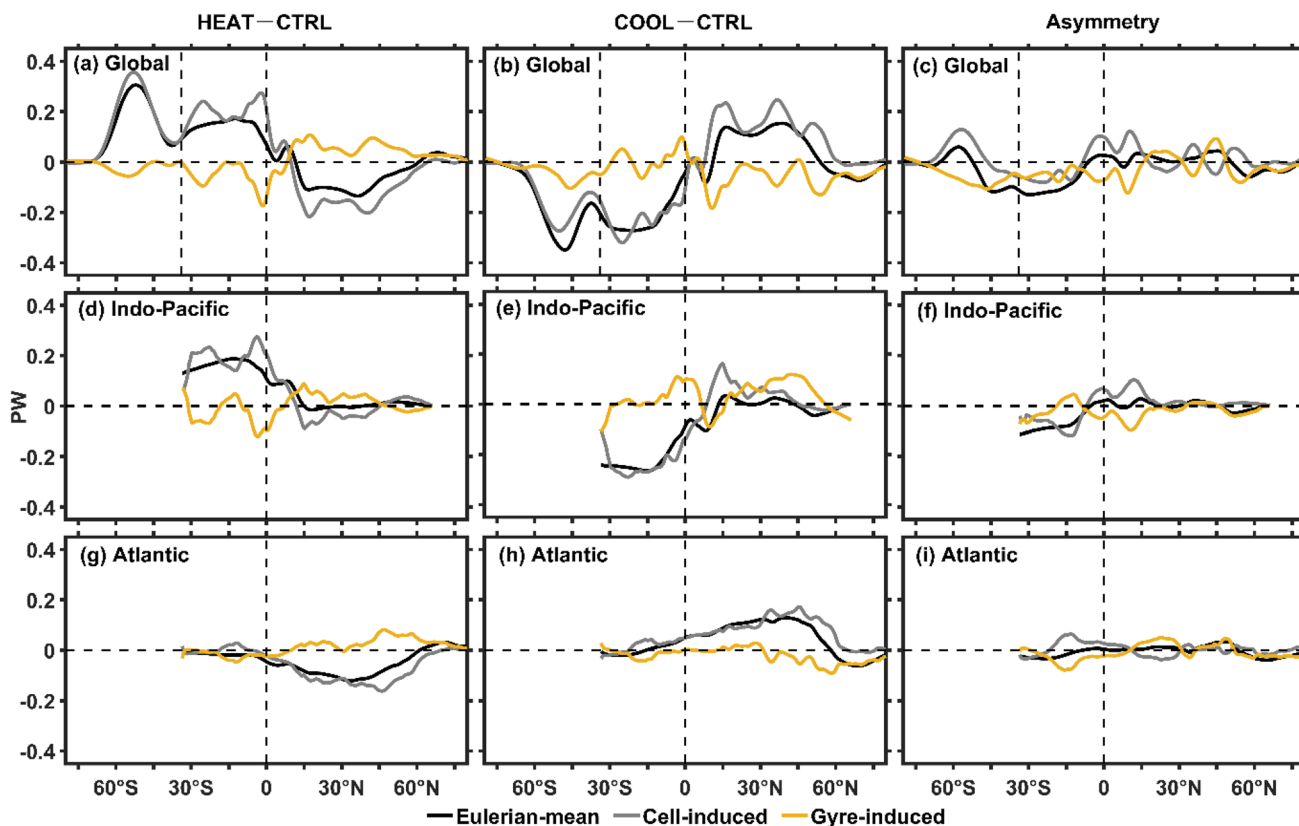 HEAT—CTRL COOL—CTRL Asymmetry
(a) Global (b) Global (c) Global
0.4
0.2
0
-0.2
-0.4
(d) Indo-Pacific (e) Indo-Pacific (f) Indo-Pacific
0.4
0.2
0
-0.2
-0.4
PW
(g) Atlantic (h) Atlantic (i) Atlantic
0.4
0.2
0
-0.2
-0.4
60°S 30°S 0 30°N 60°N 60°S 30°S 0 30°N 60°N 60°S 30°S 0 30°N 60°N
Eulerian-mean Cell-induced Gyre-induced